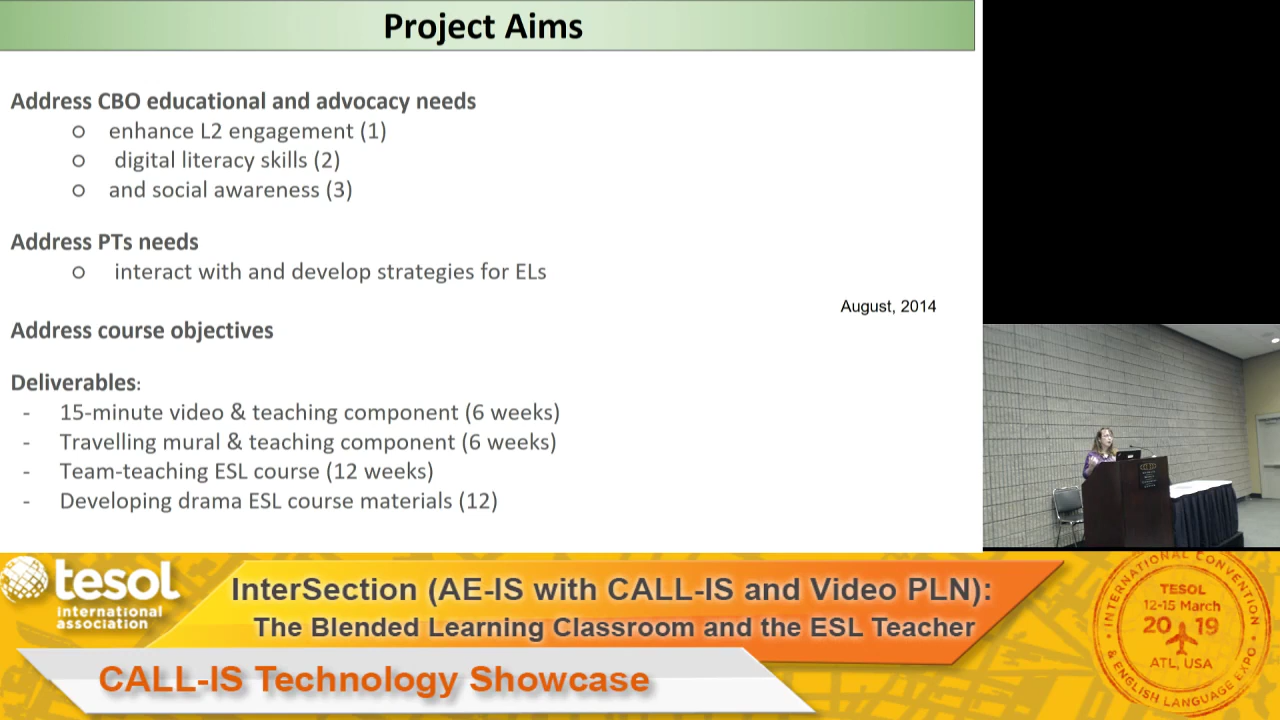 Project Aims
Address CBO educational and advocacy needs
○ enhance L2 engagement (1)
○ digital literacy skills (2)
○ and social awareness (3)
Address PTs needs
○ interact with and develop strategies for ELs
August, 2014
Address course objectives
Deliverables:
- 15-minute video & teaching component (6 weeks)
- Travelling mural & teaching component (6 weeks)
- Team-teaching ESL course (12 weeks)
- Developing drama ESL course materials (12)
tesol
international
association
InterSection (AE-IS with CALL-IS and Video PLN):
The Blended Learning Classroom and the ESL Teacher
CALL-IS Technology Showcase
INTERNATIONAL CONVENTION
TESOL
12-15 March
20 19
ATL, USA
& ENGLISH LANGUAGE EXPO